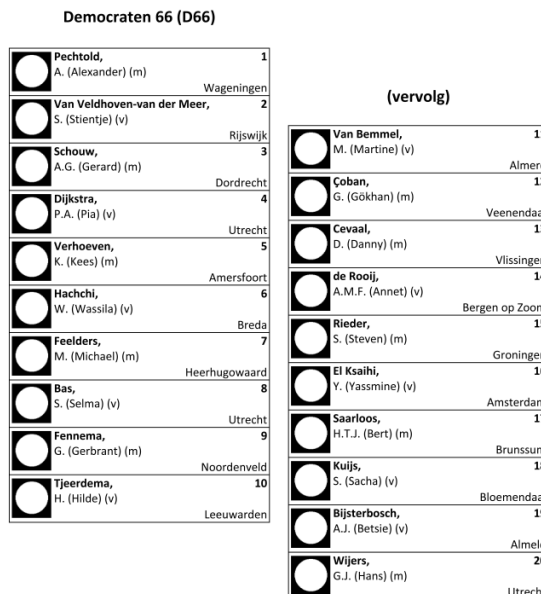 Democraten 66 (D66)
Pechtold, 1
A. (Alexander) (m)
Wageningen
Van Veldhoven-van der Meer, 2
S. (Stientje) (v)
Rijswijk
Schouw, 3
A.G. (Gerard) (m)
Dordrecht
Dijkstra, 4
P.A. (Pia) (v)
Utrecht
Verhoeven, 5
K. (Kees) (m)
Amersfoort
Hachchi, 6
W. (Wassila) (v)
Breda
Feelders, 7
M. (Michael) (m)
Heerhugowaard
Bas, 8
S. (Selma) (v)
Utrecht
Fennema, 9
G. (Gerbrant) (m)
Noordenveld
Tjeerdema, 10
H. (Hilde) (v)
Leeuwarden
(vervolg)
Van Bemmel,
M. (Martine) (v)
Çoban,
G. (Gökhan) (m)
Veenendaal
Cevaal,
D. (Danny) (m)
Vlissingen
de Rooij,
A.M.F. (Annet) (v)
Bergen op Zoom
Rieder,
S. (Steven) (m)
Groningen
El Ksaihi,
Y. (Yassmine) (v)
Amsterdam
Saarloos,
H.T.J. (Bert) (m)
Brunssum
Kuijs,
S. (Sacha) (v)
Bloemendaal
Bijsterbosch,
A.J. (Betsie) (v)
Wijers,
G.J. (Hans) (m)
Utrecht